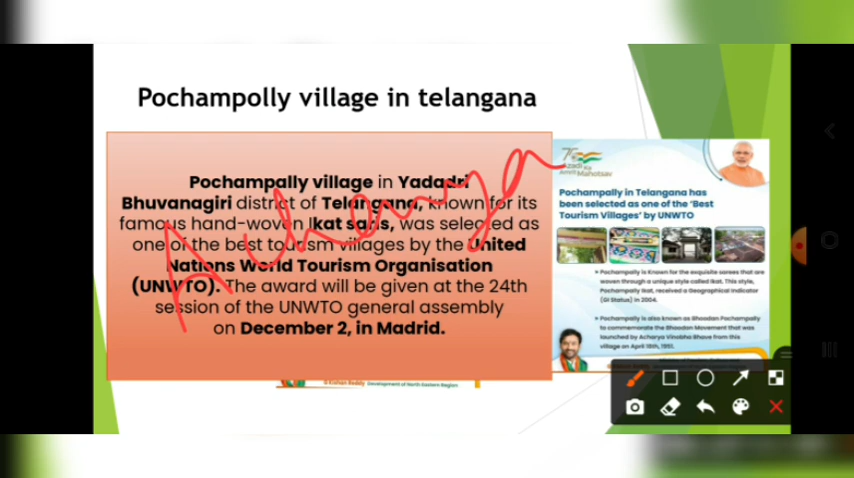 Pochampolly village in telangana
Pochampally village in Yadadri
Bhuvanagiri district of Telangana, known for its
famous hand-woven Ikat saris, was selected as
one of the best tourism villages by the United
Nations World Tourism Organisation
(UNWTO). The award will be given at the 24th
session of the UNWTO general assembly
on December 2, in Madrid.
Azadi Ka
Amrit Mahotsav
Pochampally in Telangana has
been selected as one of the 'Best
Tourism Villages' by UNWTO
Pochampally is Known for the exquisite sarees that are
woven through a unique style called Ikat. This style,
Pochampally Ikat, received a Geographical Indicator
(GI Status) in 2004.
Pochampally is also known as Bhoodan Pochampally
to commemorate the Bhoodan Movement that was
launched by Acharya Vinobha Bhave from this
village on April 18th, 1951.
G Kishan Reddy Development of North Eastern Region